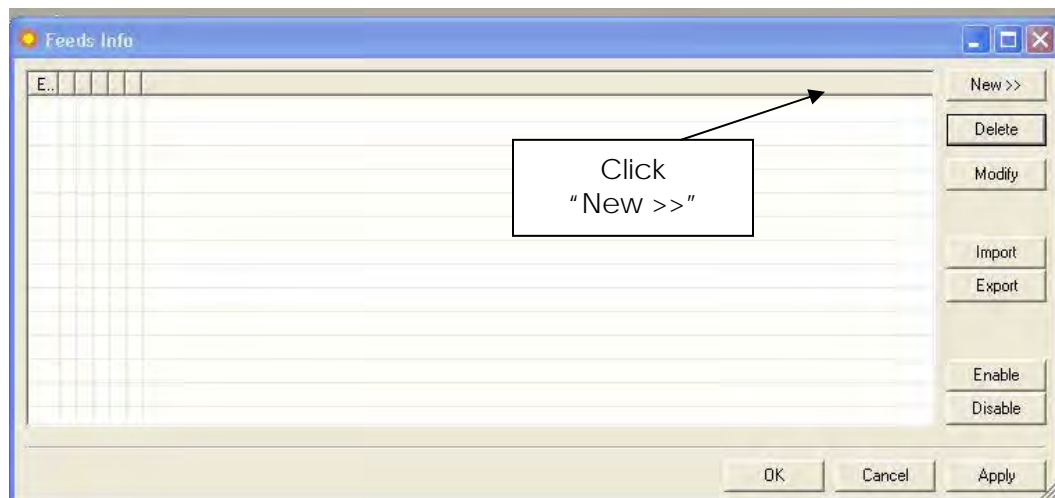 Feeds Info
E..
New >>
Delete
Click
"New >>"
Modify
Import
Export
Enable
Disable
OK Cancel Apply